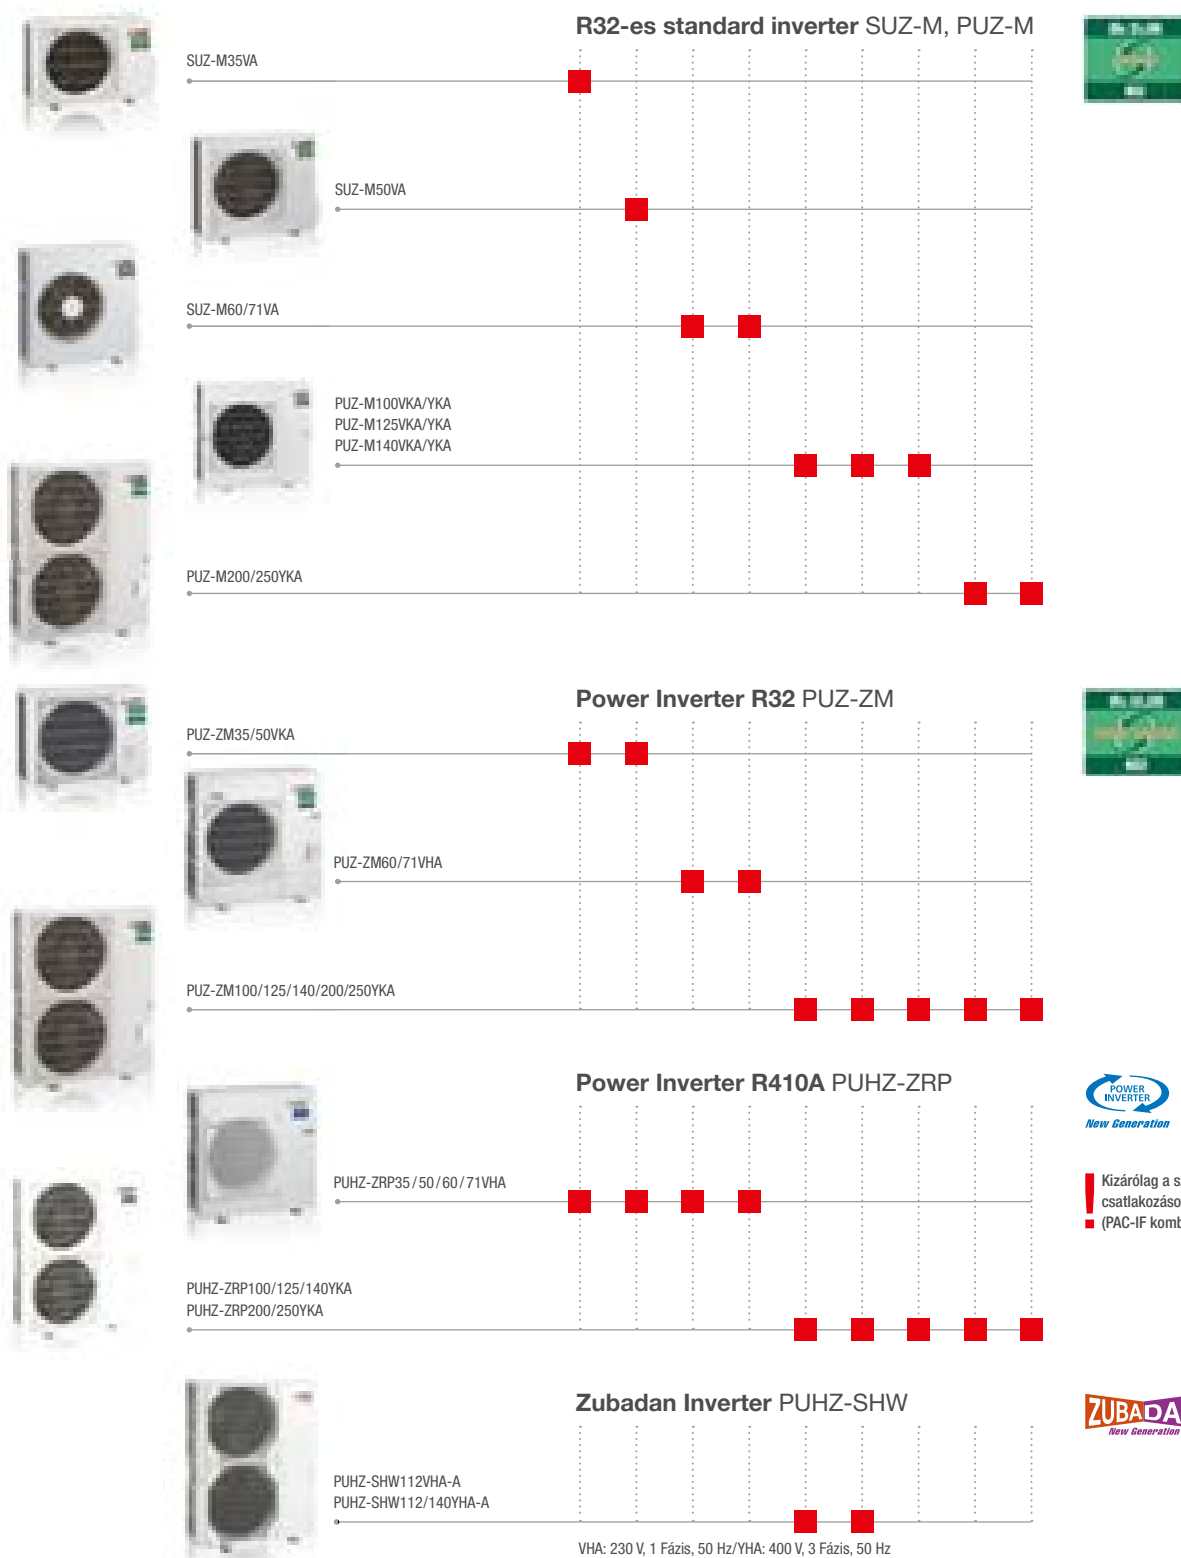 R32-es standard inverter SUZ-M, PUZ-M
SUZ-M35VA
SUZ-M50VA
SUZ-M60/71VA
PUZ-M100VKA/YKA
PUZ-M125VKA/YKA
PUZ-M140VKA/YKA
PUZ-M200/250YKA
Power Inverter R32 PUZ-ZM
PUZ-ZM35/50VKA
PUZ-ZM60/71VHA
PUZ-ZM100/125/140/200/250YKA
Power Inverter R410A PUHZ-ZRP
POWER
INVERTER
New Generation
PUHZ-ZRP35/50/60/71VHA
Kizárólag a s
csatlakozáso
(PAC-IF komb
PUHZ-ZRP100/125/140YKA
PUHZ-ZRP200/250YKA
Zubadan Inverter PUHZ-SHW
ZUBADA
New Generation
PUHZ-SHW112VHA-A
PUHZ-SHW112/140YHA-A
VHA: 230 V, 1 Fázis, 50 Hz/YHA: 400 V, 3 Fázis, 50 Hz